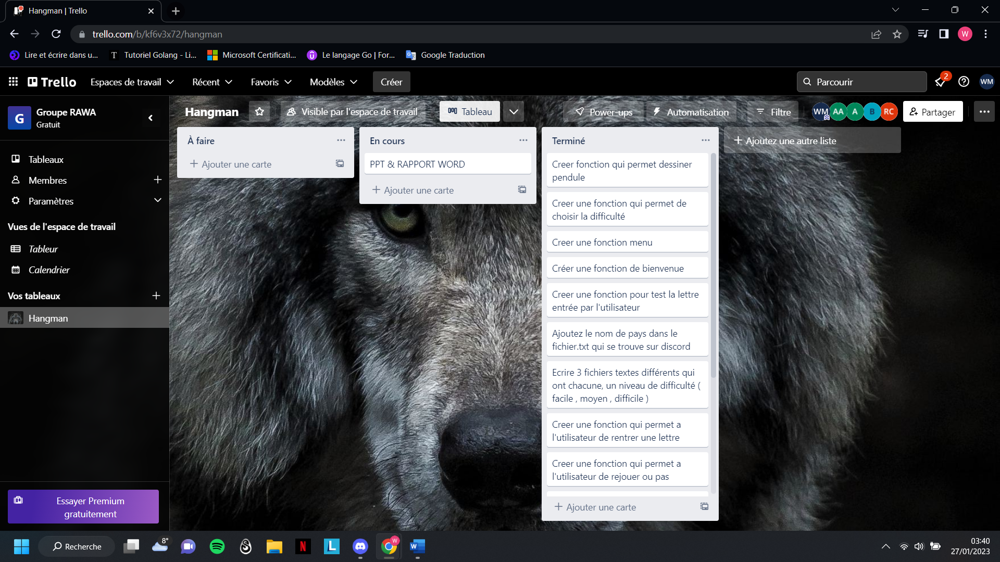 Hangman | Trello
trello.com/b/kf6v3x72/hangman
W
Lire et écrire dans u...
Tutoriel Golang - Li...
Microsoft Certificati...
Le langage Go | For...
Google Traduction
Trello
Espaces de travail
Récent
Favoris
Modèles
Créer
Parcourir
2
WM
G
Groupe RAWA
Gratuit
Hangman
Visible par l'espace de travail
Tableau
Power-ups
Automatisation
Filtre
WM
AA
A
B
RC
Partager
Tableaux
Membres
Paramètres
Vues de l'espace de travail
Tableur
Calendrier
Vos tableaux
Hangman
Essayer Premium
gratuitement
À faire
Ajouter une carte
En cours
PPT & RAPPORT WORD
Ajouter une carte
Terminé
Creer fonction qui permet dessiner
pendule
Creer une fonction qui permet de
choisir la difficulté
Creer une fonction menu
Créer une fonction de bienvenue
Creer une fonction pour test la lettre
entrée par l'utilisateur
Ajoutez le nom de pays dans le
fichier.txt qui se trouve sur discord
Ecrire 3 fichiers textes différents qui
ont chacune, un niveau de difficulté (
facile , moyen , difficile )
Creer une fonction qui permet a
l'utilisateur de rentrer une lettre
Creer une fonction qui permet a
l'utilisateur de rejouer ou pas
Ajouter une carte
Ajoutez une autre liste
Recherche
8°
N
L
W
W
03:40
27/01/2023